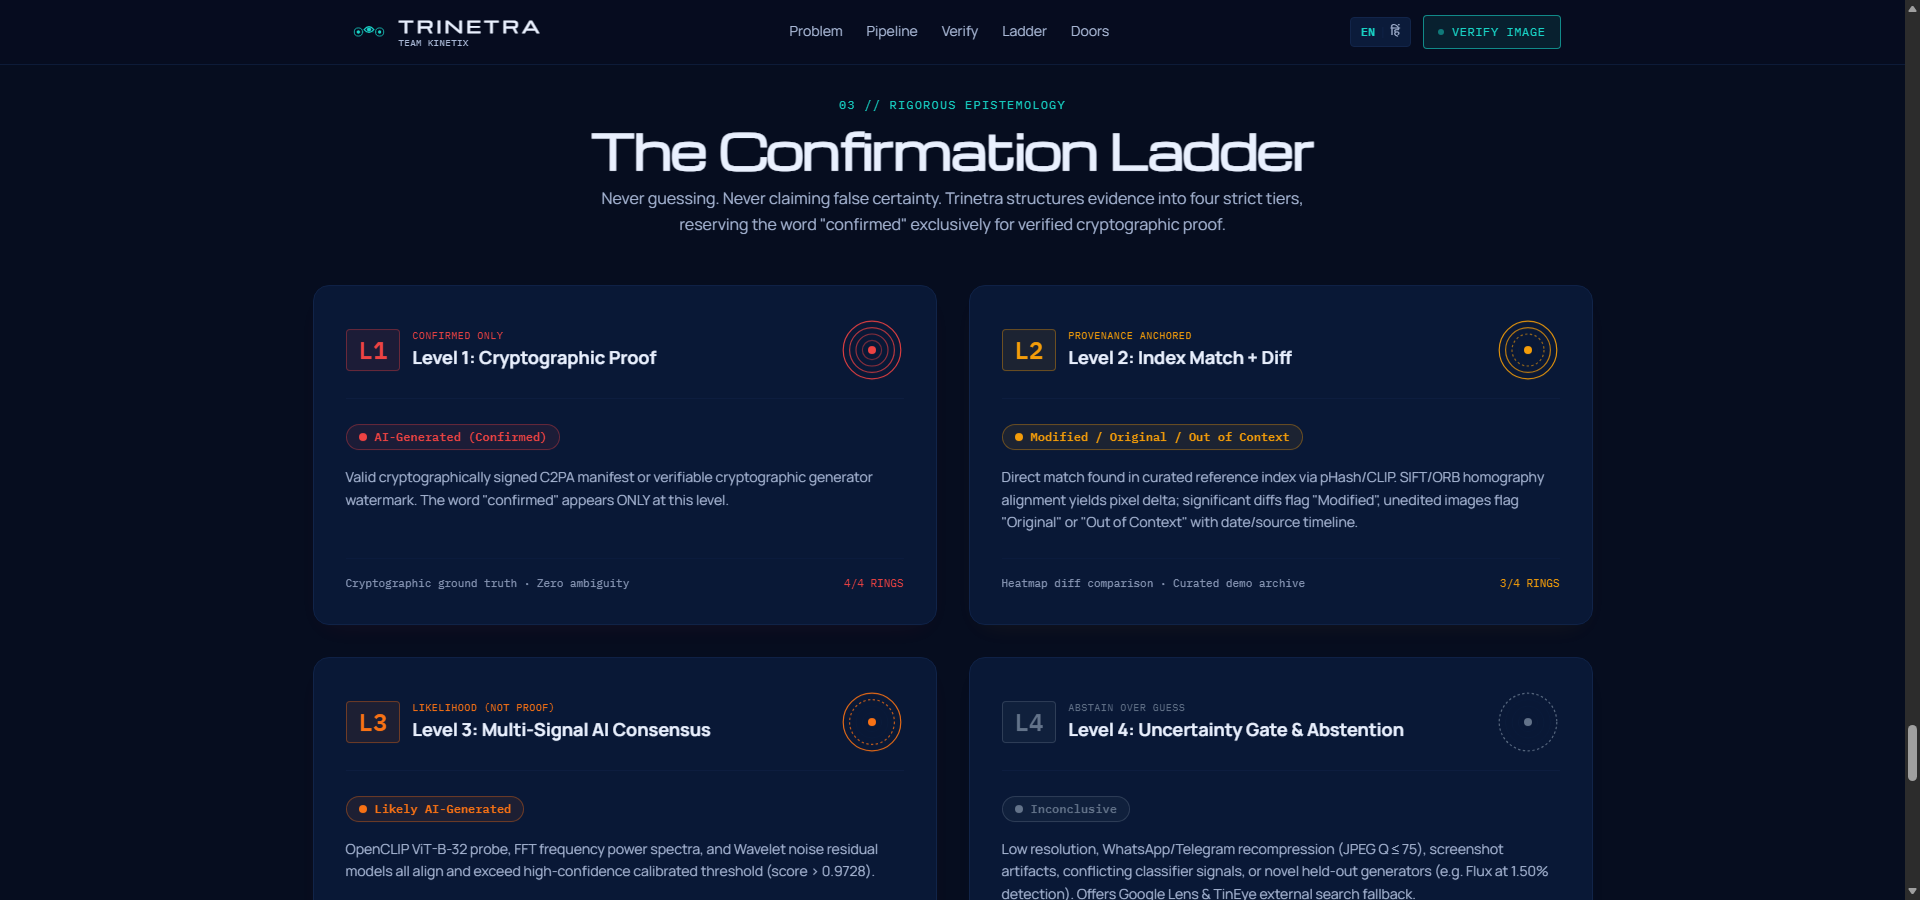 TRINETRA
TEAM KINETIX
Problem
Pipeline
Verify
Ladder
Doors
EN
हिं
VERIFY IMAGE
03 // RIGOROUS EPISTEMOLOGY
The Confirmation Ladder
Never guessing. Never claiming false certainty. Trinetra structures evidence into four strict tiers,
reserving the word "confirmed" exclusively for verified cryptographic proof.
L1
CONFIRMED ONLY
Level 1: Cryptographic Proof
AI-Generated (Confirmed)
Valid cryptographically signed C2PA manifest or verifiable cryptographic generator
watermark. The word "confirmed" appears ONLY at this level.
Cryptographic ground truth · Zero ambiguity
4/4 RINGS
L2
PROVENANCE ANCHORED
Level 2: Index Match + Diff
Modified / Original / Out of Context
Direct match found in curated reference index via pHash/CLIP. SIFT/ORB homography
alignment yields pixel delta; significant diffs flag "Modified", unedited images flag
"Original" or "Out of Context" with date/source timeline.
Heatmap diff comparison · Curated demo archive
3/4 RINGS
L3
LIKELIHOOD (NOT PROOF)
Level 3: Multi-Signal AI Consensus
Likely AI-Generated
OpenCLIP ViT-B-32 probe, FFT frequency power spectra, and Wavelet noise residual
models all align and exceed high-confidence calibrated threshold (score > 0.9728).
L4
ABSTAIN OVER GUESS
Level 4: Uncertainty Gate & Abstention
Inconclusive
Low resolution, WhatsApp/Telegram recompression (JPEG Q ≤ 75), screenshot
artifacts, conflicting classifier signals, or novel held-out generators (e.g. Flux at 1.50%
detection). Offers Google Lens & TinEye external search fallback.